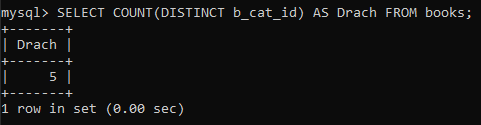 mysql> SELECT COUNT(DISTINCT b_cat_id) AS Drach FROM books;
+-------+
| Drach |
+-------+
|     5 |
+-------+
1 row in set (0.00 sec)